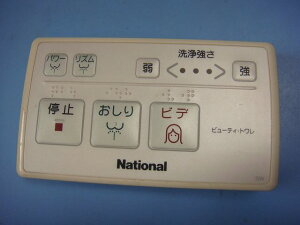 パワー リズム
洗浄強さ
弱 強
停止 おしり ビデ
ビューティ・トワレ
National